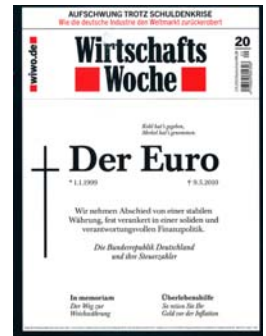 AUFSCHWUNG TROTZ SCHULDENKRISE
Wie die deutsche Industrie den Weltmarkt zurückerobert
wiwo.de
Wirtschafts
Woche
20
Kohl hat's gegeben,
Merkel hat's genommen.
Der Euro
* 1.1.1999
† 9.5.2010
Wir nehmen Abschied von einer stabilen
Währung, fest verankert in einer soliden und
verantwortungsvollen Finanzpolitik.
Die Bundesrepublik Deutschland
und ihre Steuerzahler
In memoriam
Der Weg zur
Weichwährung
Überlebenshilfe
So retten Sie Ihr
Geld vor der Inflation